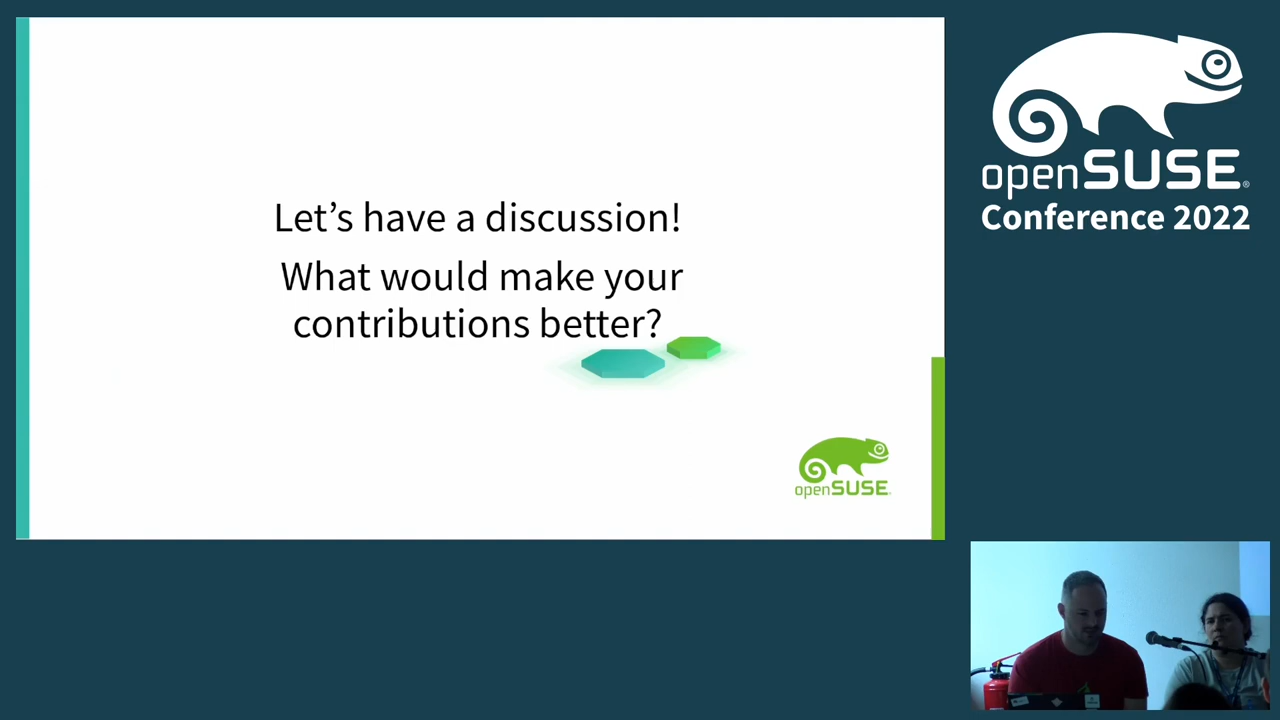 Let's have a discussion!
What would make your
contributions better?
openSUSE
openSUSE
Conference 2022